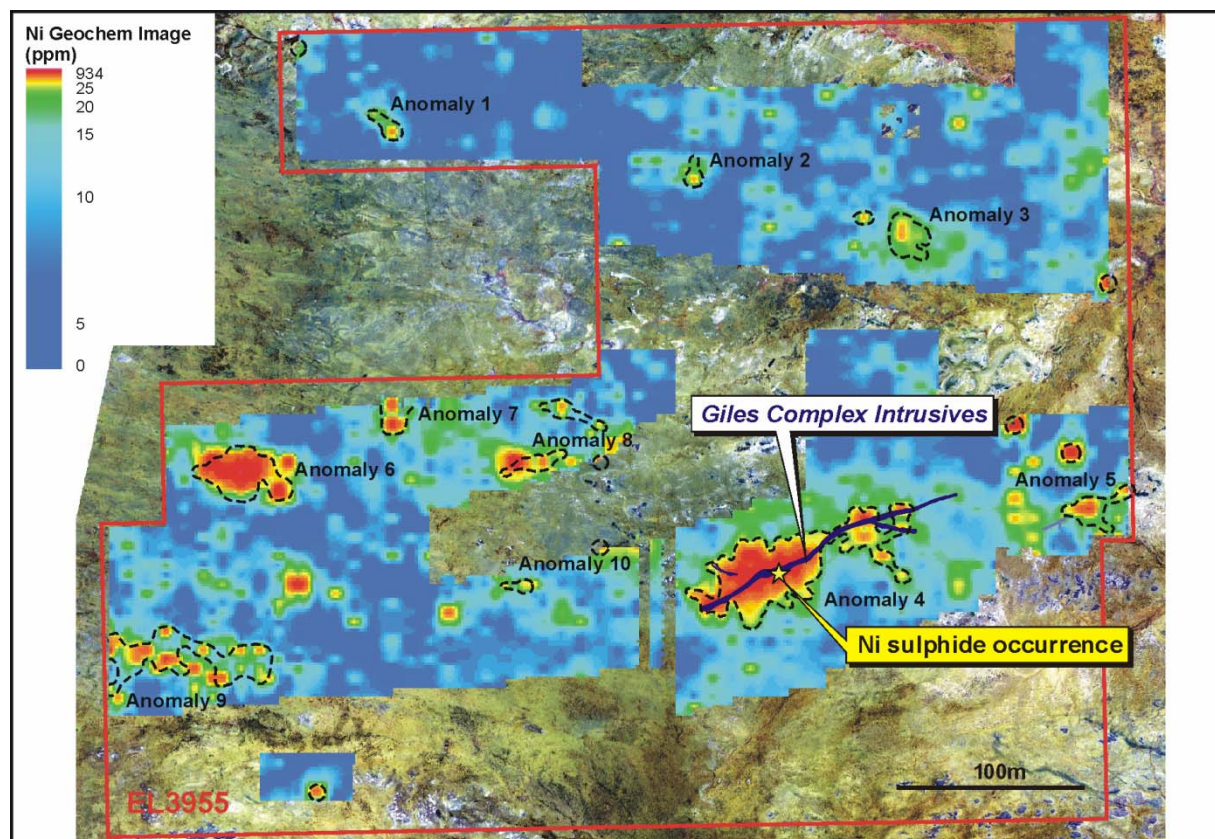 Ni Geochem Image
(ppm)
934
25
20
15
10
5
0
Anomaly 1
Anomaly 2
Anomaly 3
Giles Complex Intrusives
Anomaly 7
Anomaly 8
Anomaly 6
Anomaly 5
Anomaly 10
Anomaly 4
Ni sulphide occurrence
Anomaly 9
100m
EL3955